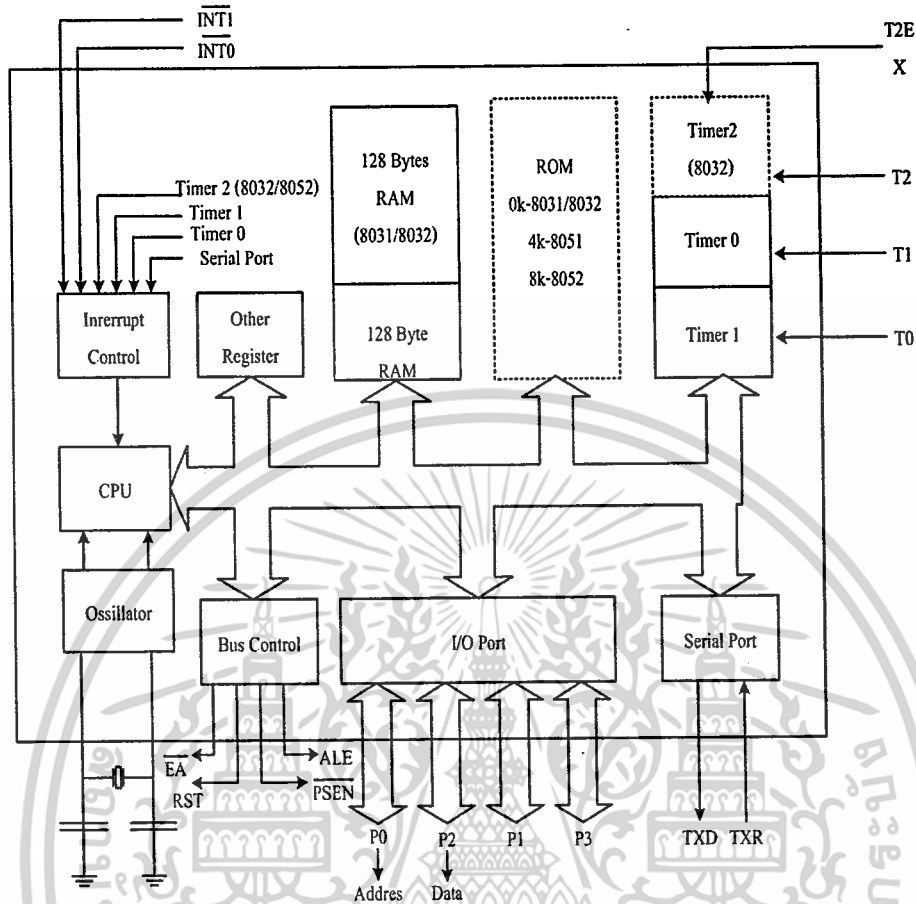 INT1
INT0
T2E
X
Timer 2 (8032/8052)
Timer 1
Timer 0
Serial Port
128 Bytes
RAM
(8031/8032)
128 Byte
RAM
ROM
0k-8031/8032
4k-8051
8k-8052
Timer2
(8032)
Timer 0
Timer 1
T2
T1
T0
Inrerrupt
Control
Other
Register
CPU
Ossillator
Bus Control
I/O Port
Serial Port
EA
RST
ALE
PSEN
P0
P2
P1
P3
TXD
TXR
Addres
Data